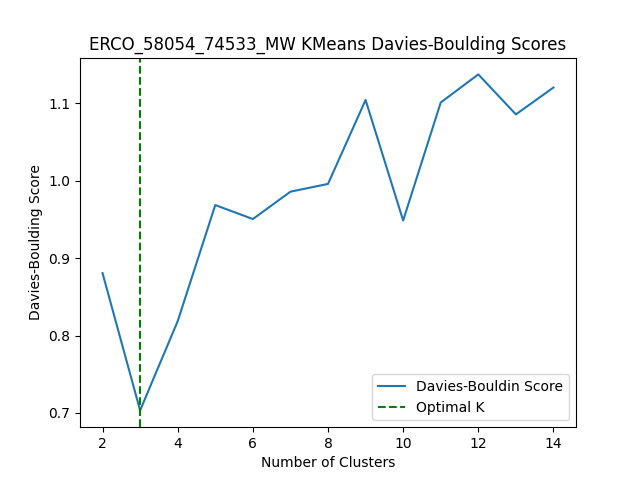 ERCO_58054_74533_MW KMeans Davies-Boulding Scores
Davies-Boulding Score
1.1
1.0
0.9
0.8
0.7
Davies-Bouldin Score
Optimal K
2 4 6 8 10 12 14
Number of Clusters